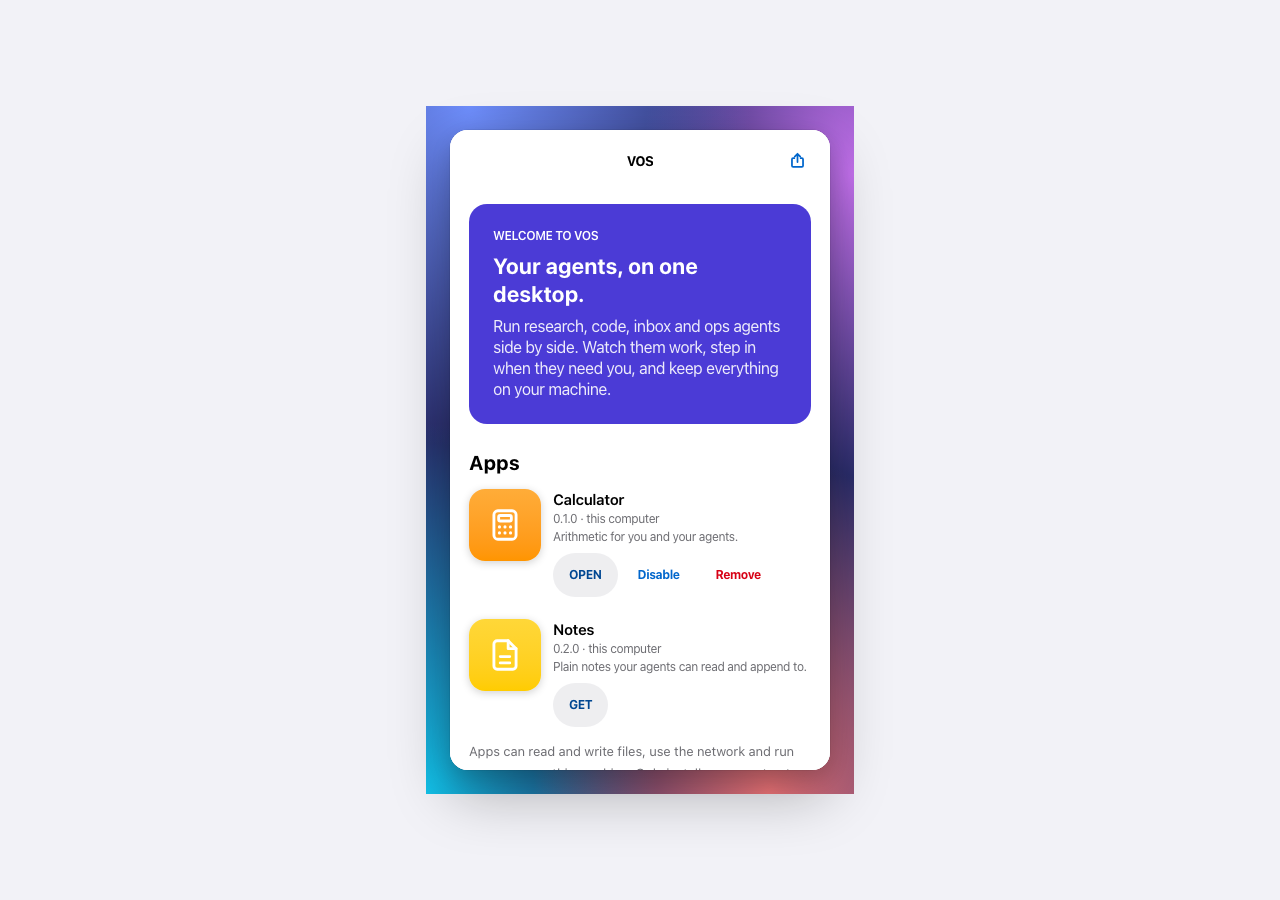 VOS
WELCOME TO VOS
Your agents, on one
desktop.
Run research, code, inbox and ops agents
side by side. Watch them work, step in
when they need you, and keep everything
on your machine.
Apps
Calculator
0.1.0 · this computer
Arithmetic for you and your agents.
OPEN
Disable
Remove
Notes
0.2.0 · this computer
Plain notes your agents can read and append to.
GET
Apps can read and write files, use the network and run